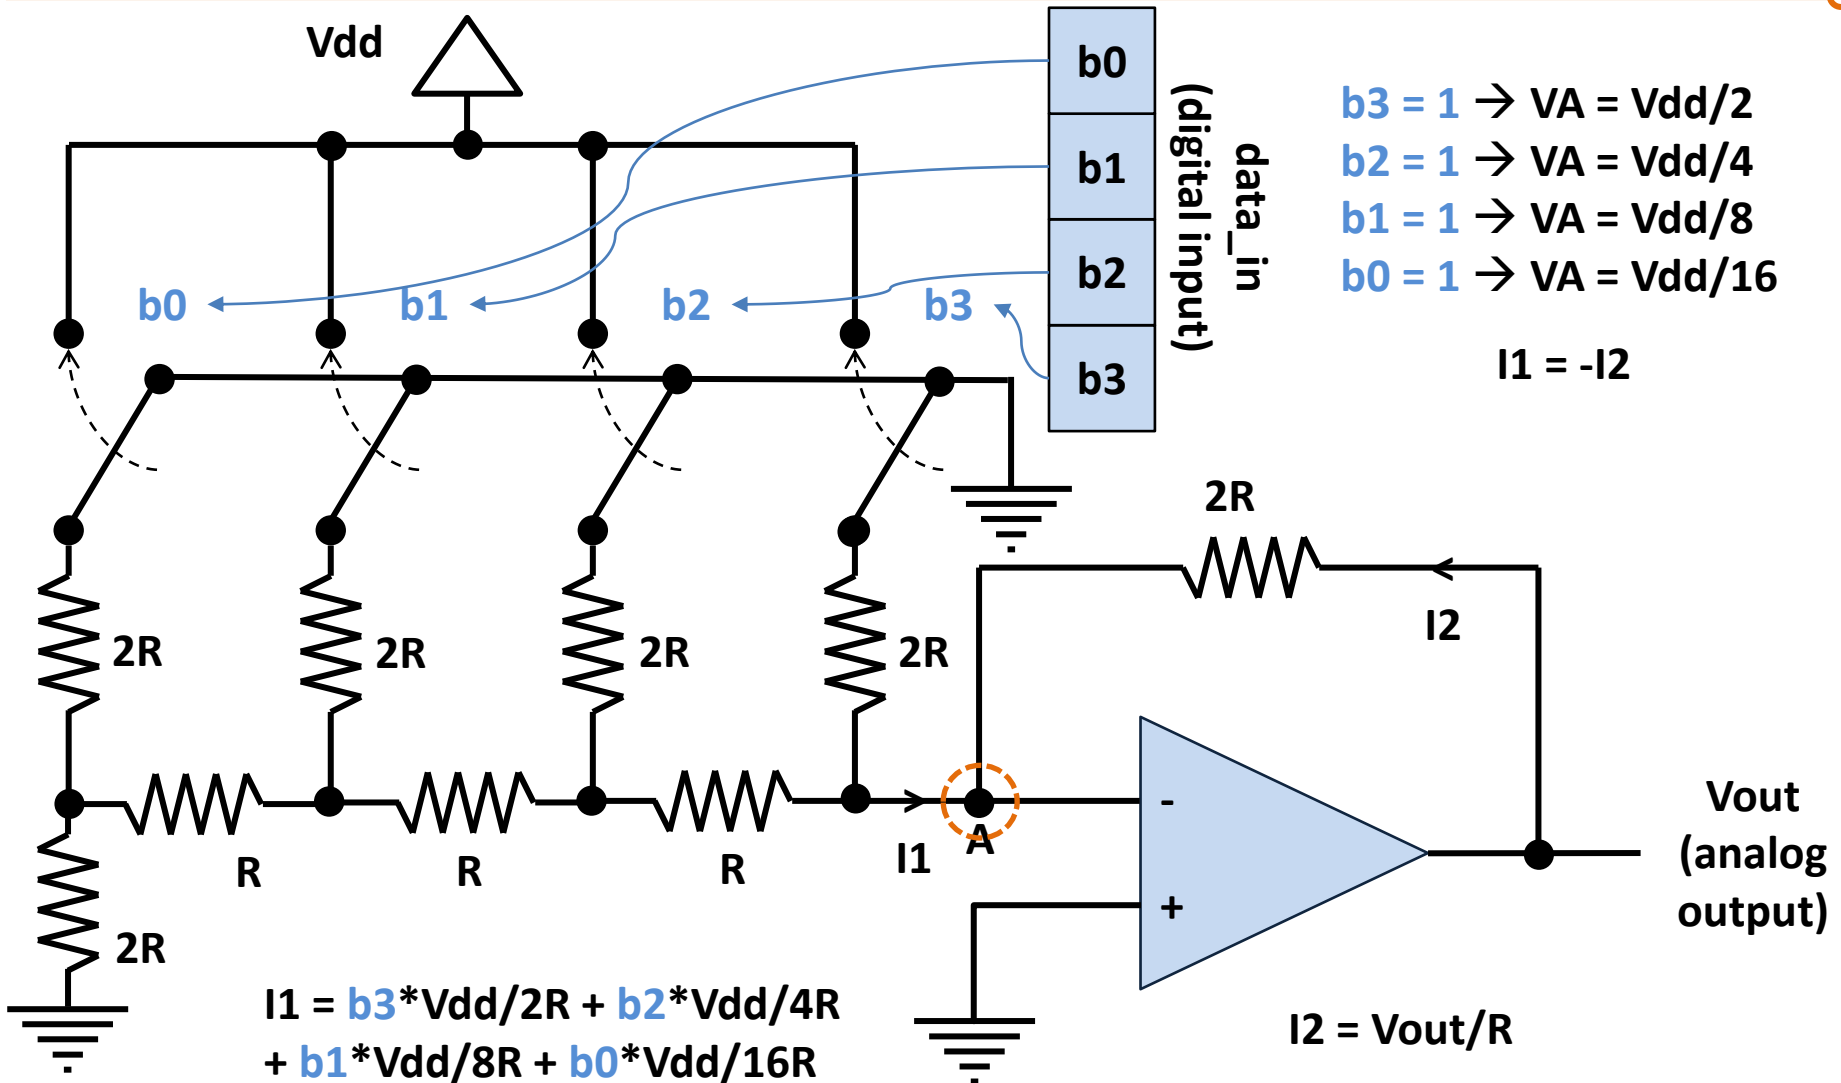 Vdd
b0
b1
b2
b3
data_in
(digital input)
b3 = 1 → VA = Vdd/2
b2 = 1 → VA = Vdd/4
b1 = 1 → VA = Vdd/8
b0 = 1 → VA = Vdd/16
I1 = -I2
b0
b1
b2
b3
2R
2R
2R
2R
2R
I2
R
R
R
I1
A
-
+
Vout
(analog
output)
2R
I1 = b3*Vdd/2R + b2*Vdd/4R
+ b1*Vdd/8R + b0*Vdd/16R
I2 = Vout/R